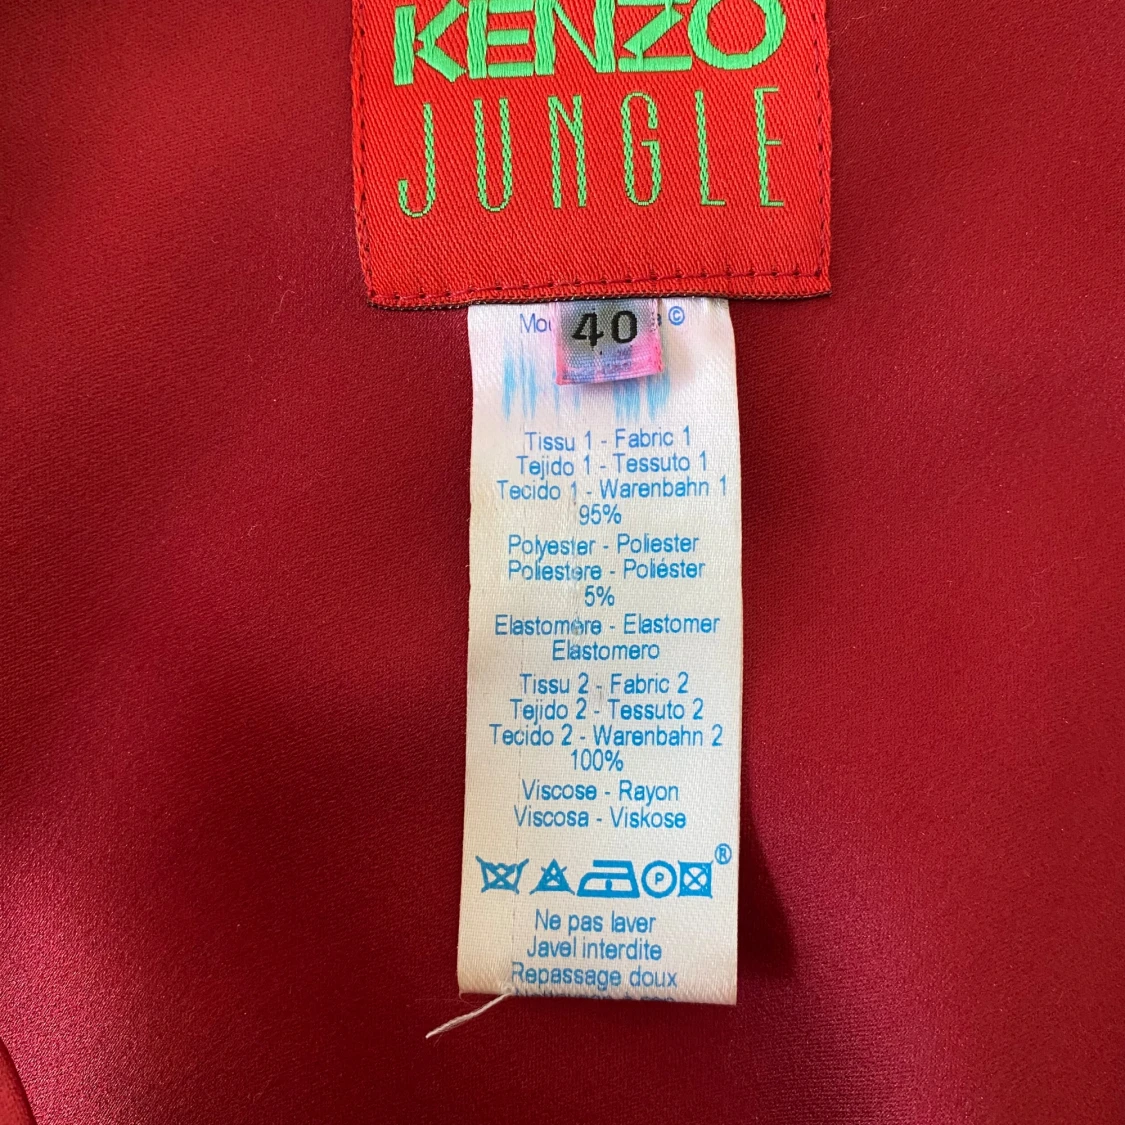 KENZO
JUNGLE
40
©
Tissu 1 - Fabric 1
Tejido 1 - Tessuto 1
Tecido 1 - Warenbahn 1
95%
Polyester - Poliester
Poliestere - Poliéster
5%
Elastomère - Elastomer
Elastomero
Tissu 2 - Fabric 2
Tejido 2 - Tessuto 2
Tecido 2 - Warenbahn 2
100%
Viscose - Rayon
Viscosa - Viskose
P ®
Ne pas laver
Javel interdite
Repassage doux